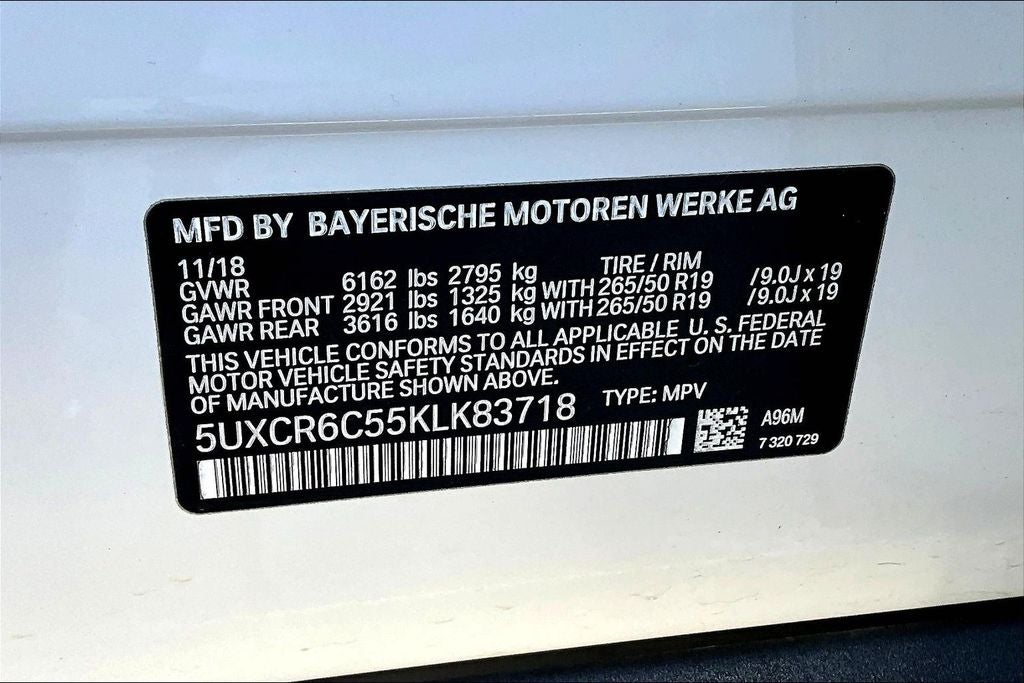 MFD BY BAYERISCHE MOTOREN WERKE AG
11/18 TIRE / RIM
GVWR 6162 lbs 2795 kg
GAWR FRONT 2921 lbs 1325 kg WITH 265/50 R19 /9.0J x 19
GAWR REAR 3616 lbs 1640 kg WITH 265/50 R19 /9.0J x 19
THIS VEHICLE CONFORMS TO ALL APPLICABLE U. S. FEDERAL
MOTOR VEHICLE SAFETY STANDARDS IN EFFECT ON THE DATE
OF MANUFACTURE SHOWN ABOVE.
5UXCR6C55KLK83718 TYPE: MPV
A96M
7 320 729